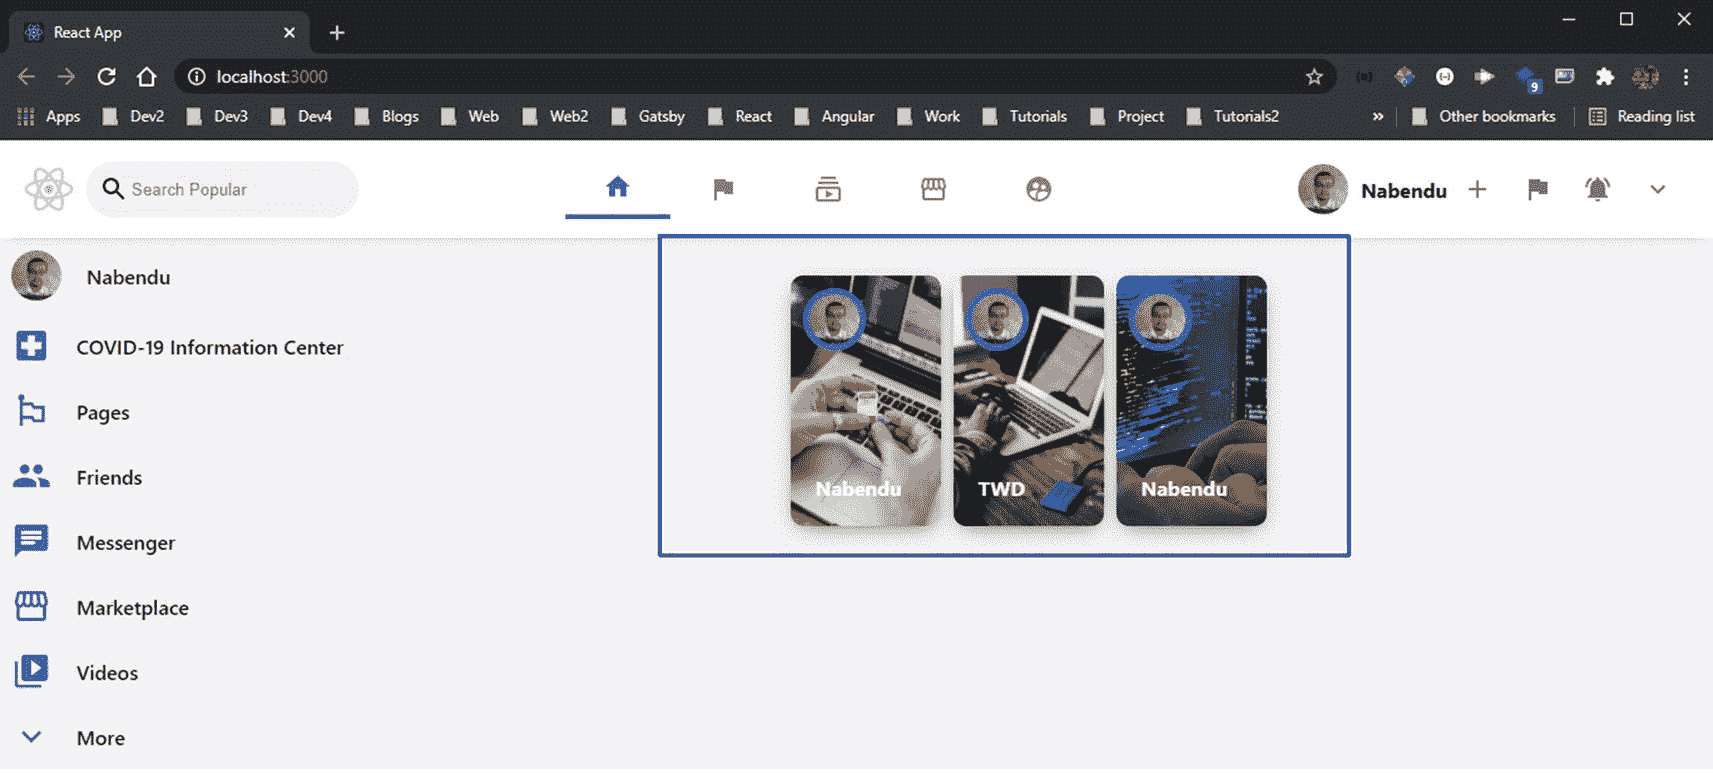 React App
localhost:3000
9
Apps Dev2 Dev3 Dev4 Blogs Web Web2 Gatsby React Angular Work Tutorials Project Tutorials2 » Other bookmarks Reading list
Search Popular
Nabendu
Nabendu
COVID-19 Information Center
Pages
Friends
Messenger
Marketplace
Videos
More
Nabendu
TWD
Nabendu